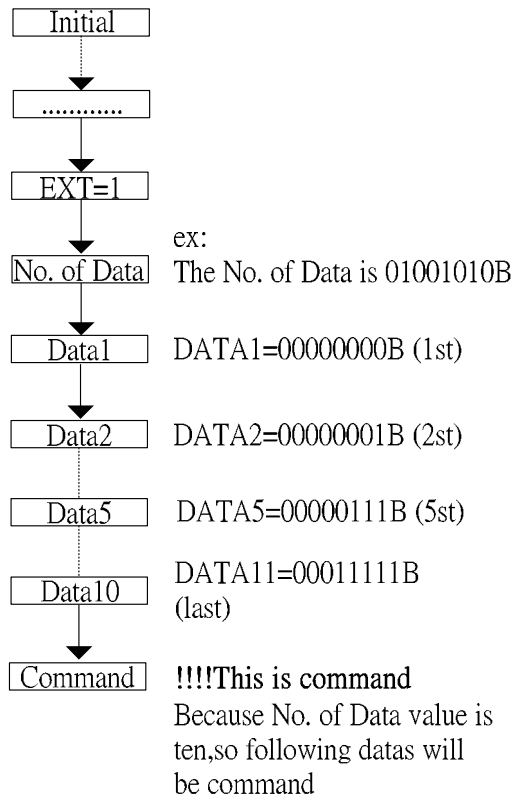 Initial
............
EXT=1
ex:
No. of Data The No. of Data is 01001010B
Data1 DATA1=00000000B (1st)
Data2 DATA2=00000001B (2st)
Data5 DATA5=00000111B (5st)
Data10 DATA11=00011111B
(last)
Command !!!!This is command
Because No. of Data value is
ten,so following datas will
be command